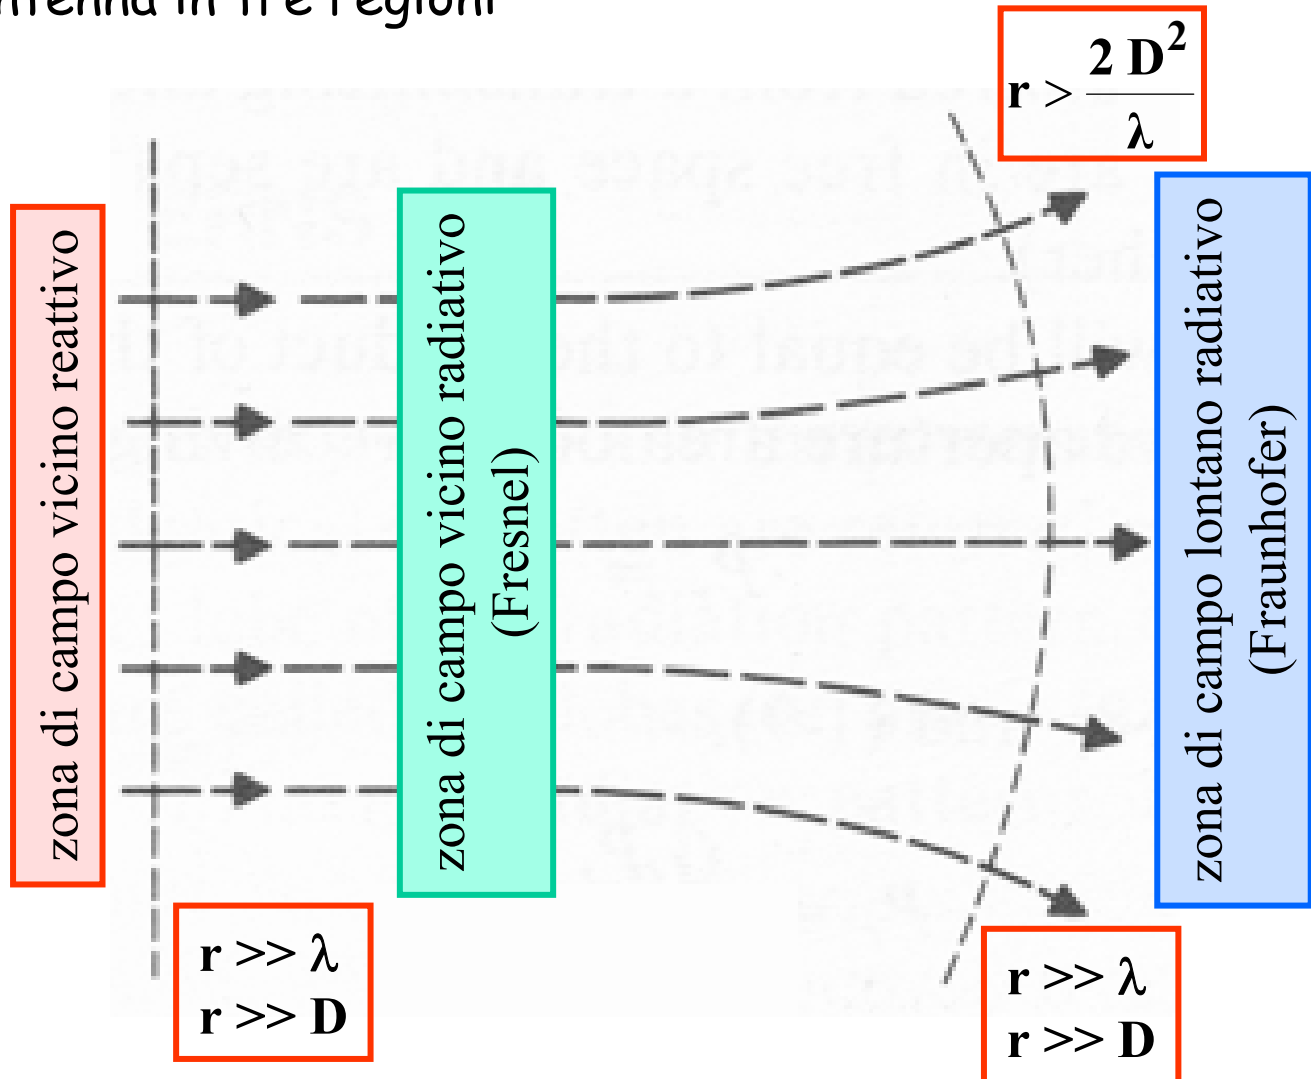 antenna in tre regioni
r > 2 D² / λ
zona di campo vicino reattivo
zona di campo vicino radiativo
(Fresnel)
zona di campo lontano radiativo
(Fraunhofer)
r >> λ
r >> D
r >> λ
r >> D